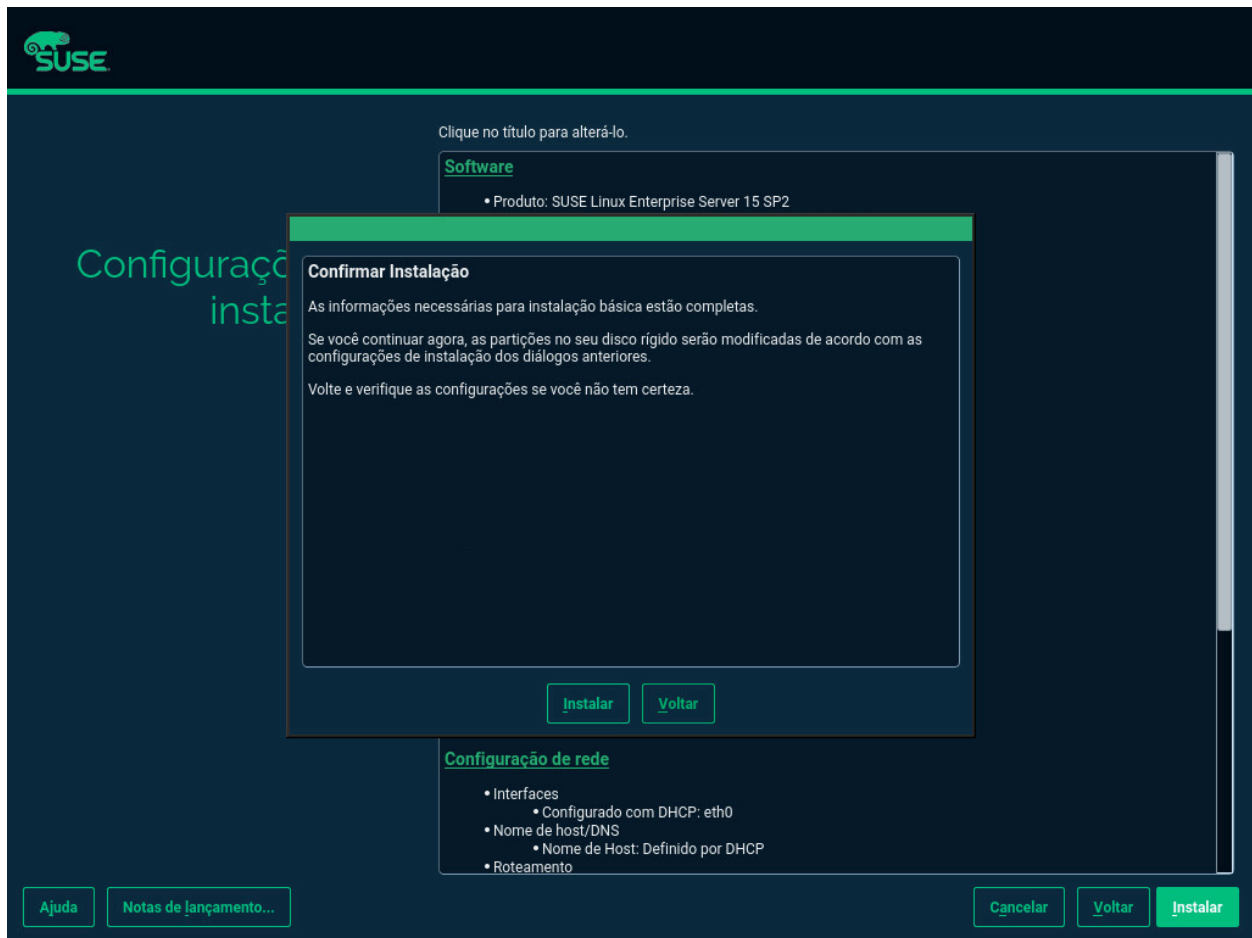 SUSE
Clique no título para alterá-lo.
Software
• Produto: SUSE Linux Enterprise Server 15 SP2
Confirmar Instalação
As informações necessárias para instalação básica estão completas.
Se você continuar agora, as partições no seu disco rígido serão modificadas de acordo com as
configurações de instalação dos diálogos anteriores.
Volte e verifique as configurações se você não tem certeza.
Instalar
Voltar
Configuração de rede
• Interfaces
• Configurado com DHCP: eth0
• Nome de host/DNS
• Nome de Host: Definido por DHCP
• Roteamento
Ajuda
Notas de lançamento...
Cancelar
Voltar
Instalar